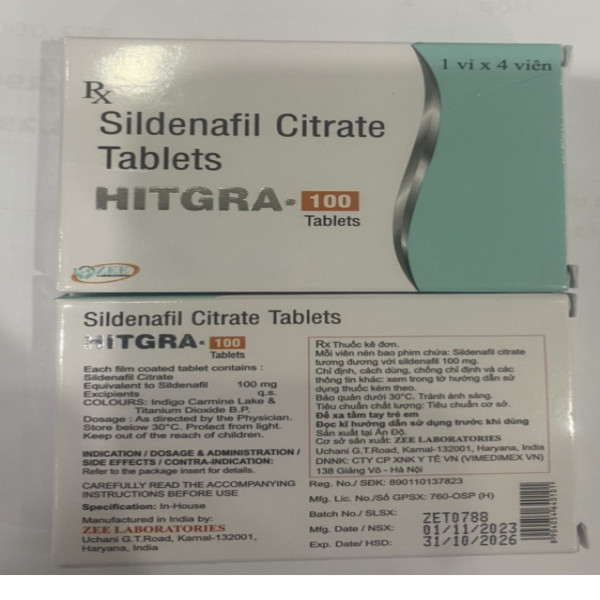 1 vỉ x 4 viên
Rx
Sildenafil Citrate
Tablets
HITGRA-100
Tablets
ZEE
Sildenafil Citrate Tablets
HITGRA-100
Tablets
Each film coated tablet contains :
Sildenafil Citrate
Equivalent to Sildenafil 100 mg
Excipients q.s.
COLOURS: Indigo Carmine Lake &
Titanium Dioxide B.P.
Dosage : As directed by the Physician.
Store below 30°C. Protect from light.
Keep out of the reach of children.
INDICATION / DOSAGE & ADMINISTRATION /
SIDE EFFECTS / CONTRA-INDICATION:
Refer to the package insert for details.
CAREFULLY READ THE ACCOMPANYING
INSTRUCTIONS BEFORE USE
Specification: In-House
Manufactured in India by:
ZEE LABORATORIES
Uchani G.T.Road, Karnal-132001,
Haryana, India
Rx Thuốc kê đơn.
Mỗi viên nén bao phim chứa: Sildenafil citrate
tương đương với sildenafil 100 mg.
Chỉ định, cách dùng, chống chỉ định và các
thông tin khác: xem trong tờ hướng dẫn sử
dụng thuốc kèm theo.
Bảo quản dưới 30°C. Tránh ánh sáng.
Tiêu chuẩn chất lượng: Tiêu chuẩn cơ sở.
Để xa tầm tay trẻ em
Đọc kĩ hướng dẫn sử dụng trước khi dùng
Sản xuất tại Ấn Độ.
Cơ sở sản xuất: ZEE LABORATORIES
Uchani G.T.Road, Kamal-132001, Haryana, India
DNNK: CTY CP XNK Y TẾ VN (VIMEDIMEX VN)
138 Giảng Võ - Hà Nội
Reg. No./ SĐK: 890110137823
Mfg. Lic. No./Số GPSX: 760-OSP (H)
Batch No./ SLSX: ZET0788
Mfg. Date / NSX: 01/11/2023
Exp. Date/ HSD: 31/10/2026